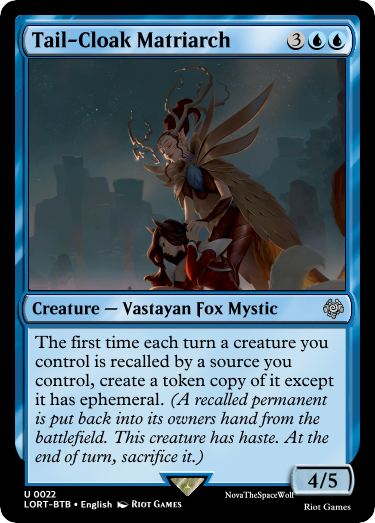 Tail-Cloak Matriarch 3
Creature — Vastayan Fox Mystic
The first time each turn a creature you
control is recalled by a source you
control, create a token copy of it except
it has ephemeral. (A recalled permanent
is put back into its owners hand from the
battlefield. This creature has haste. At the
end of turn, sacrifice it.)
4/5
U 0022
LORT-BTB • English Riot Games
NovaTheSpaceWolf
Riot Games